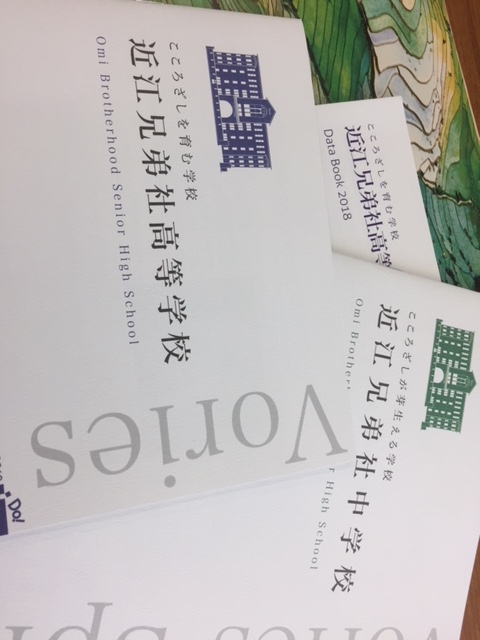 こころざしを育む学校
近江兄弟社高等学校
Omi Brotherhood Senior High School
Vories
Do!
こころざしを育む学校
近江兄弟社高等
Data Book 2018
こころざしが芽生える学校
近江兄弟社中学校
Omi Brother
r High School